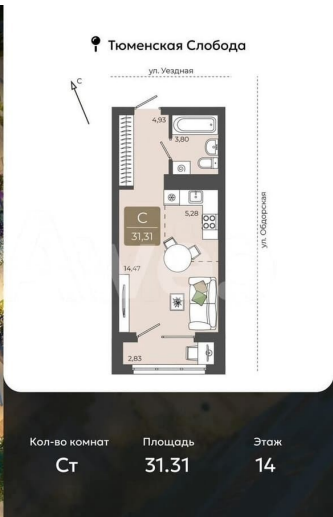 Тюменская Слобода
ул. Уездная
С
4.93
3,80
С
31,31
5,28
ул. Обдорская
14,47
2,83
Кол-во комнат
Площадь
Этаж
Ст
31.31
14